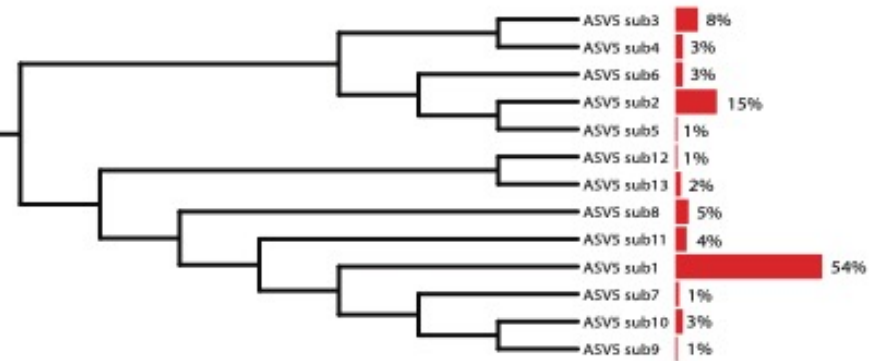 ASV5 sub3 8%
ASV5 sub4 3%
ASV5 sub6 3%
ASV5 sub2 15%
ASV5 sub5 1%
ASV5 sub12 1%
ASV5 sub13 2%
ASV5 sub8 5%
ASV5 sub11 4%
ASV5 sub1 54%
ASV5 sub7 1%
ASV5 sub10 3%
ASV5 sub9 1%